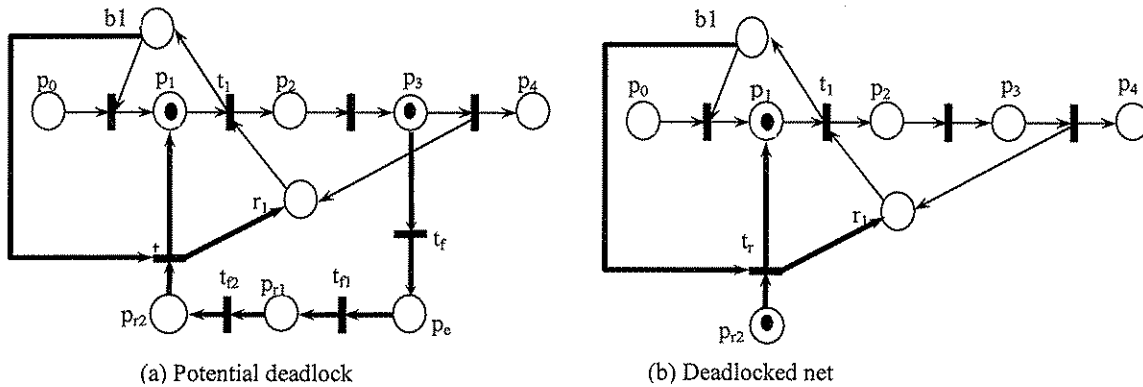 b1
b1
p0 p1 t1 p2 p3 p4
p0 p1 t1 p2 p3 p4
r1
r1
t
tf
tr
tf2 pr1 tf1
pr2 pe
pr2
(a) Potential deadlock
(b) Deadlocked net